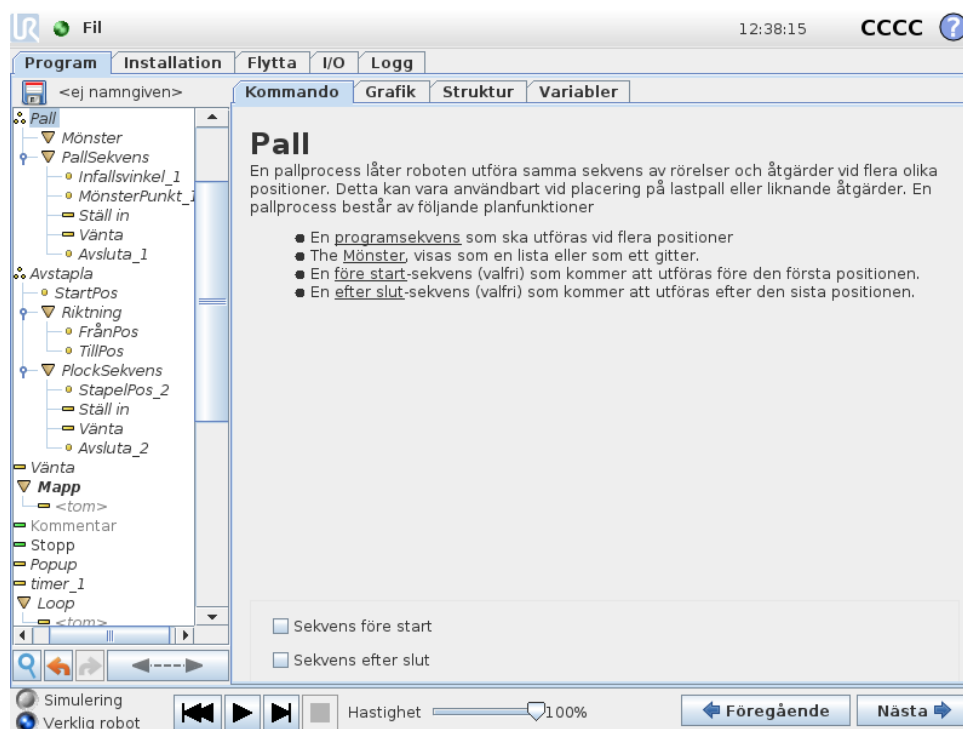 UR Fil 12:38:15 CCCC ?
Program Installation Flytta I/O Logg
<ej namngiven> Kommando Grafik Struktur Variabler
Pall
Mönster
PallSekvens
Infallsvinkel_1
MönsterPunkt_1
Ställ in
Vänta
Avsluta_1
Avstapla
StartPos
Riktning
FrånPos
TillPos
PlockSekvens
StapelPos_2
Ställ in
Vänta
Avsluta_2
Vänta
Mapp
<tom>
Kommentar
Stopp
Popup
timer_1
Loop
<tom>
Pall
En pallprocess låter roboten utföra samma sekvens av rörelser och åtgärder vid flera olika
positioner. Detta kan vara användbart vid placering på lastpall eller liknande åtgärder. En
pallprocess består av följande planfunktioner
En programsekvens som ska utföras vid flera positioner
The Mönster, visas som en lista eller som ett gitter.
En före start-sekvens (valfri) som kommer att utföras före den första positionen.
En efter slut-sekvens (valfri) som kommer att utföras efter den sista positionen.
Sekvens före start
Sekvens efter slut
Simulering
Verklig robot
Hastighet 100% Föregående Nästa